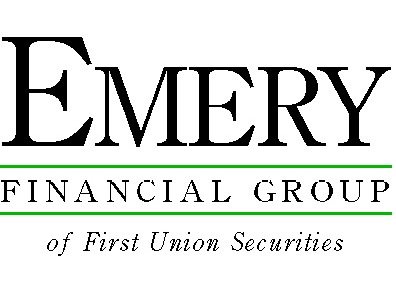 EMERY
FINANCIAL GROUP
of First Union Securities